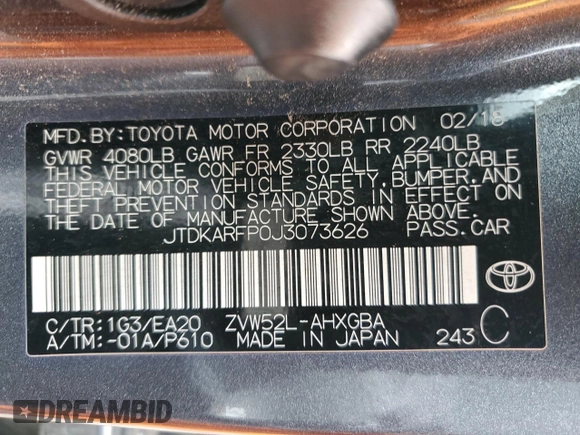 MFD.BY:TOYOTA MOTOR CORPORATION 02/18
GVWR 4080LB GAWR FR 2330LB RR 2240LB
THIS VEHICLE CONFORMS TO ALL APPLICABLE
FEDERAL MOTOR VEHICLE SAFETY,BUMPER,AND
THEFT PREVENTION STANDARDS IN EFFECT ON
THE DATE OF MANUFACTURE SHOWN ABOVE.
JTDKARFP0J3073626 PASS.CAR
C/TR:1G3/EA20 ZVW52L-AHXGBA
A/TM:-01A/P610 MADE IN JAPAN 243 C
DREAMBID